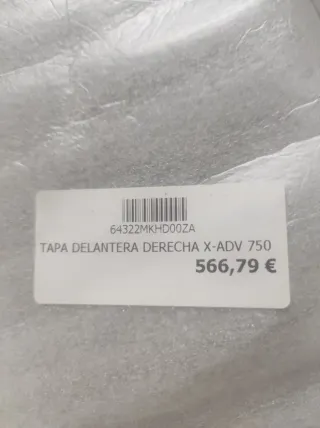 64322MKHD00ZA
TAPA DELANTERA DERECHA X-ADV 750
566,79 €